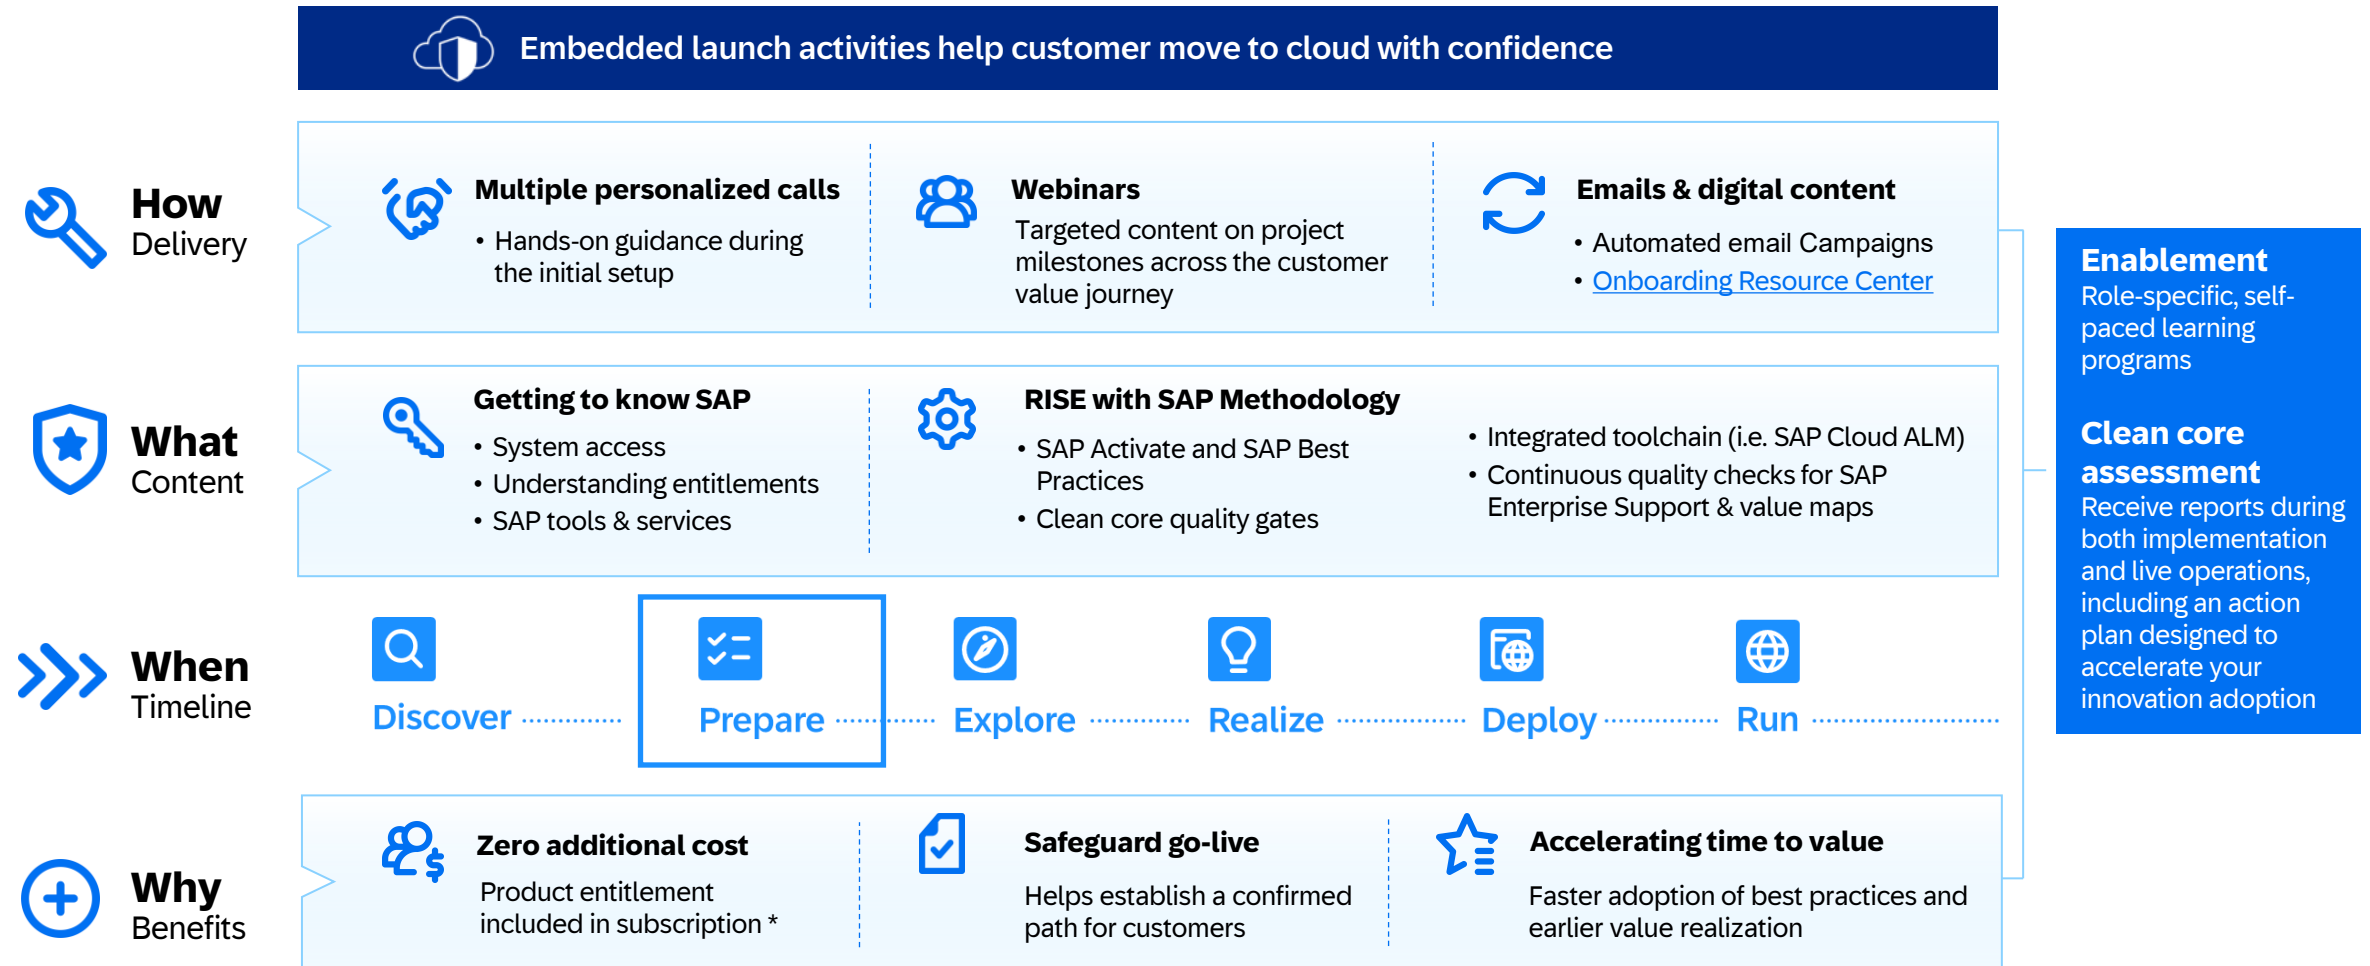 Embedded launch activities help customer move to cloud with confidence
How
Delivery
Multiple personalized calls
• Hands-on guidance during
the initial setup
Webinars
Targeted content on project
milestones across the customer
value journey
Emails & digital content
• Automated email Campaigns
• Onboarding Resource Center
What
Content
Getting to know SAP
• System access
• Understanding entitlements
• SAP tools & services
RISE with SAP Methodology
• SAP Activate and SAP Best
Practices
• Clean core quality gates
• Integrated toolchain (i.e. SAP Cloud ALM)
• Continuous quality checks for SAP
Enterprise Support & value maps
When
Timeline
Discover
Prepare
Explore
Realize
Deploy
Run
Why
Benefits
Zero additional cost
Product entitlement
included in subscription *
Safeguard go-live
Helps establish a confirmed
path for customers
Accelerating time to value
Faster adoption of best practices and
earlier value realization
Enablement
Role-specific, self-
paced learning
programs
Clean core
assessment
Receive reports during
both implementation
and live operations,
including an action
plan designed to
accelerate your
innovation adoption